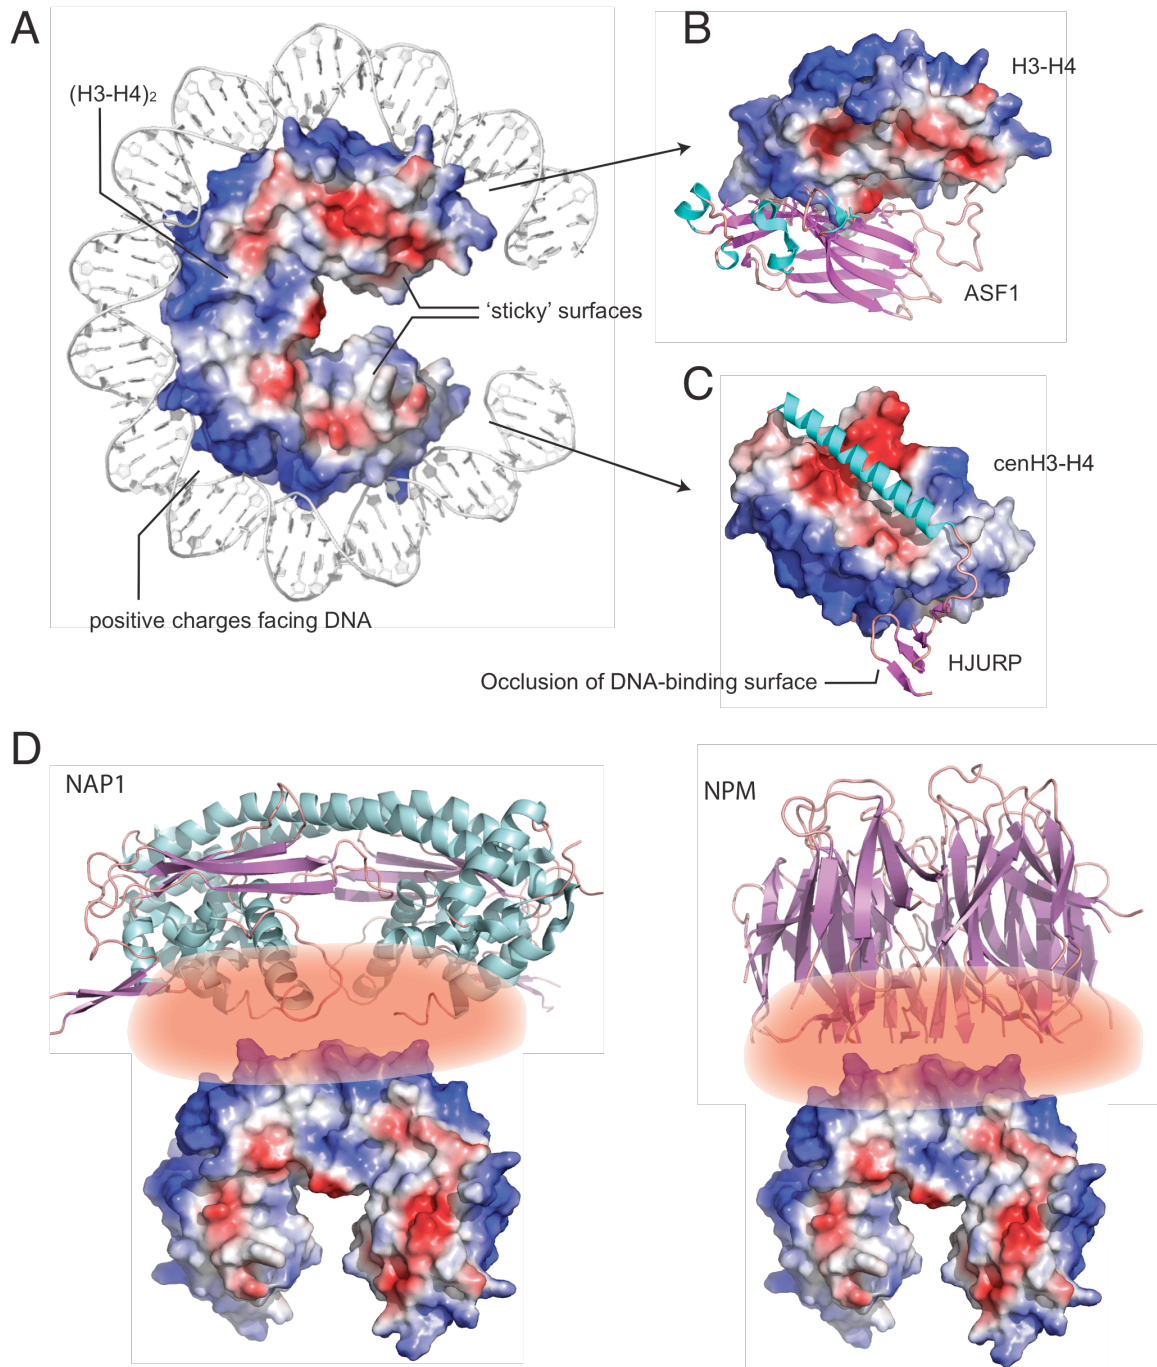 A
(H3-H4)₂
'sticky' surfaces
positive charges facing DNA
B
H3-H4
ASF1
C
cenH3-H4
HJURP
Occlusion of DNA-binding surface
D
NAP1
NPM